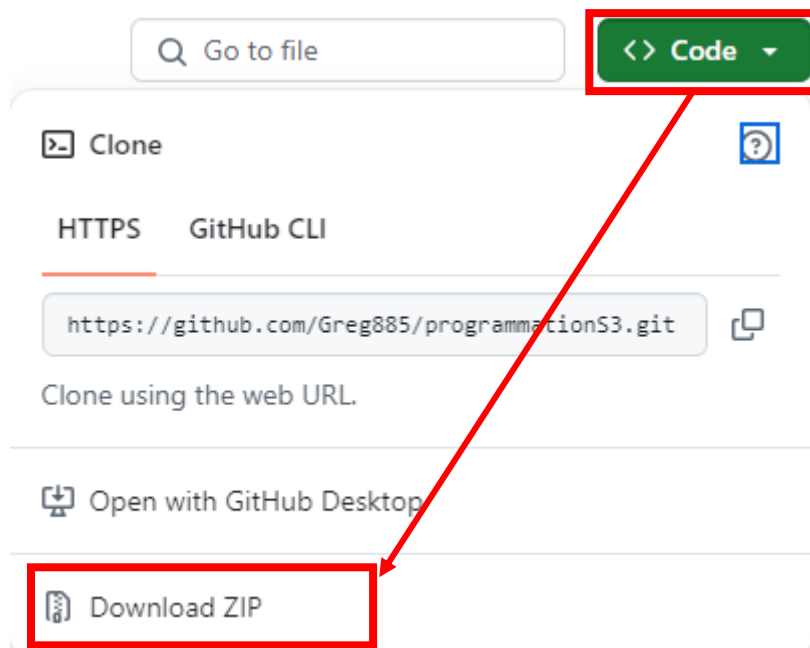 Go to file
<> Code
Clone
HTTPS GitHub CLI
https://github.com/Greg885/programmationS3.git
Clone using the web URL.
Open with GitHub Desktop
Download ZIP